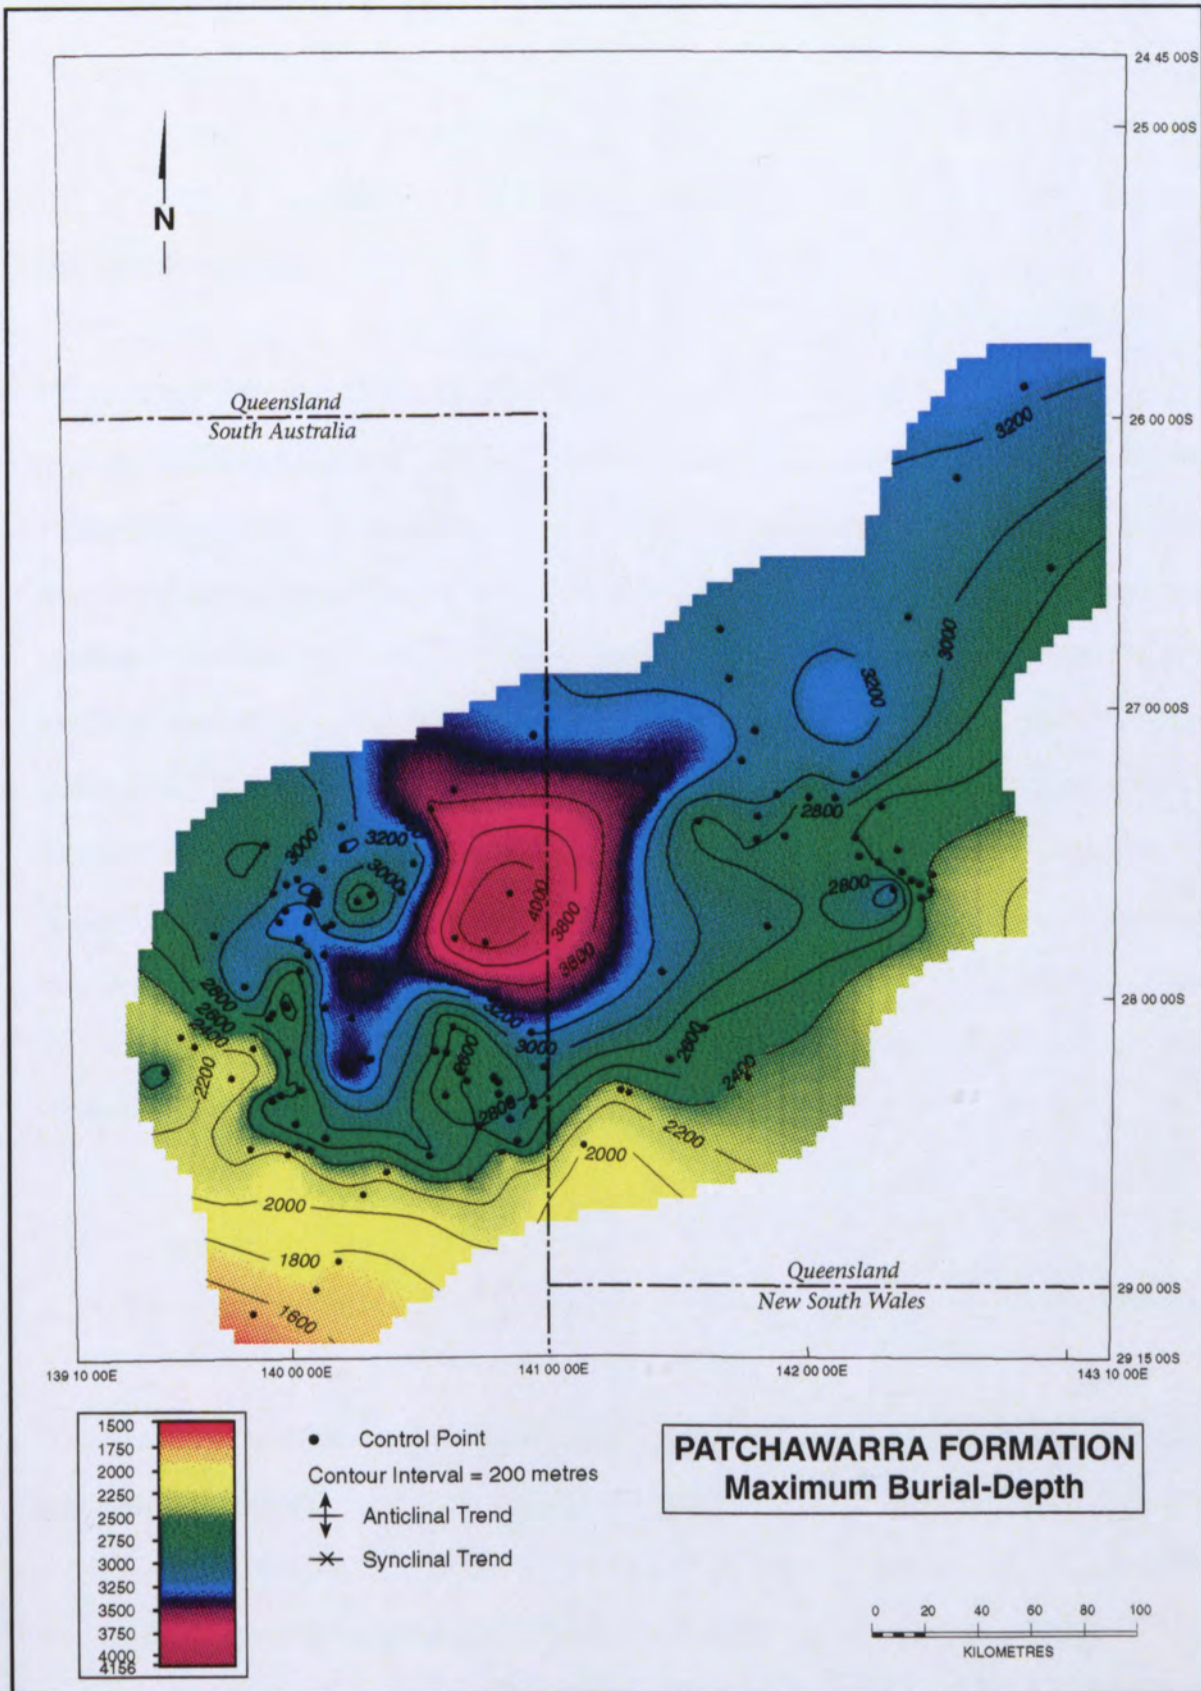 24 45 00S
25 00 00S
N
Queensland
South Australia
26 00 00S
3200
3000
3200
27 00 00S
2800
3000
3200
3000
4000
3800
3800
2800
28 00 00S
2800
2600
2400
2200
3200
3000
2600
2800
2600
2400
2200
2000
2000
1800
1600
Queensland
New South Wales
29 00 00S
29 15 00S
139 10 00E
140 00 00E
141 00 00E
142 00 00E
143 10 00E
1500
1750
2000
2250
2500
2750
3000
3250
3500
3750
4000
4156
Control Point
Contour Interval = 200 metres
Anticlinal Trend
Synclinal Trend
PATCHAWARRA FORMATION
Maximum Burial-Depth
0 20 40 60 80 100
KILOMETRES